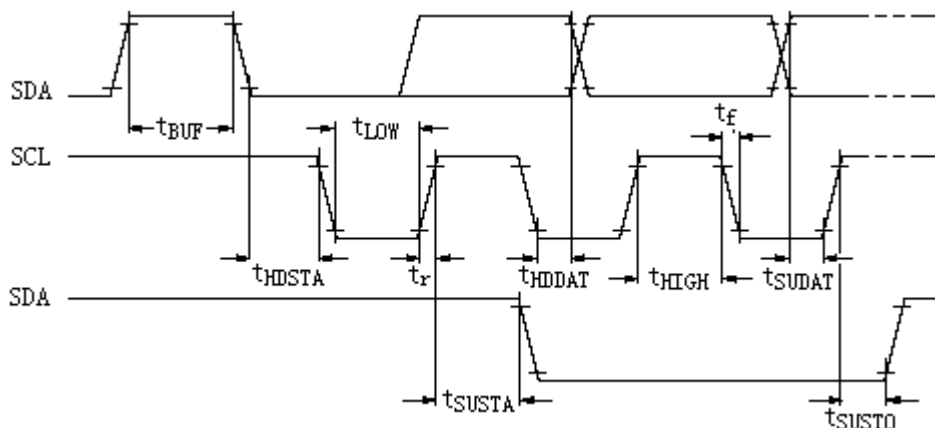 SDA
tBUF
tLOW
tf
SCL
tHDSTA
tr
tHDDAT
tHIGH
tSUDAT
SDA
tSUSTA
tSUSTO